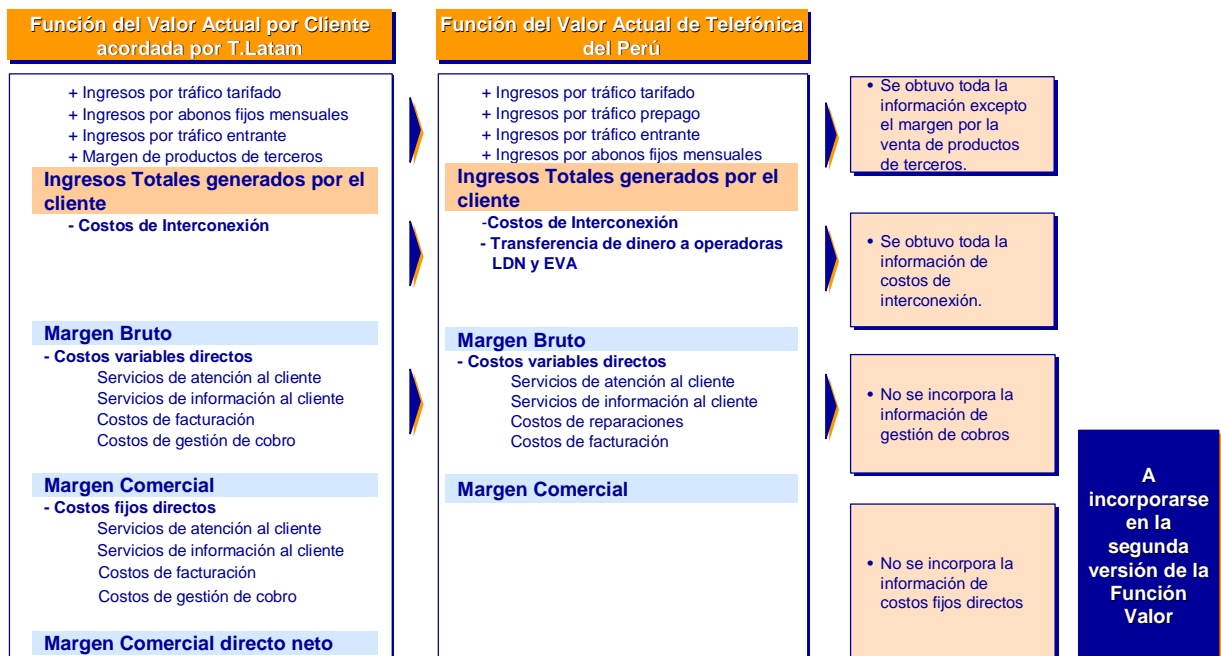 Función del Valor Actual por Cliente
acordada por T.Latam
+ Ingresos por tráfico tarifado
+ Ingresos por abonos fijos mensuales
+ Ingresos por tráfico entrante
+ Margen de productos de terceros
Ingresos Totales generados por el
cliente
- Costos de Interconexión
Margen Bruto
- Costos variables directos
Servicios de atención al cliente
Servicios de información al cliente
Costos de facturación
Costos de gestión de cobro
Margen Comercial
- Costos fijos directos
Servicios de atención al cliente
Servicios de información al cliente
Costos de facturación
Costos de gestión de cobro
Margen Comercial directo neto
Función del Valor Actual de Telefónica
del Perú
+ Ingresos por tráfico tarifado
+ Ingresos por tráfico prepago
+ Ingresos por tráfico entrante
+ Ingresos por abonos fijos mensuales
Ingresos Totales generados por el
cliente
-Costos de Interconexión
- Transferencia de dinero a operadoras
LDN y EVA
Margen Bruto
- Costos variables directos
Servicios de atención al cliente
Servicios de información al cliente
Costos de reparaciones
Costos de facturación
Margen Comercial
• Se obtuvo toda la
información excepto
el margen por la
venta de productos
de terceros.
• Se obtuvo toda la
información de
costos de
interconexión.
• No se incorpora la
información de
gestión de cobros
• No se incorpora la
información de
costos fijos directos
A
incorporarse
en la
segunda
versión de la
Función
Valor